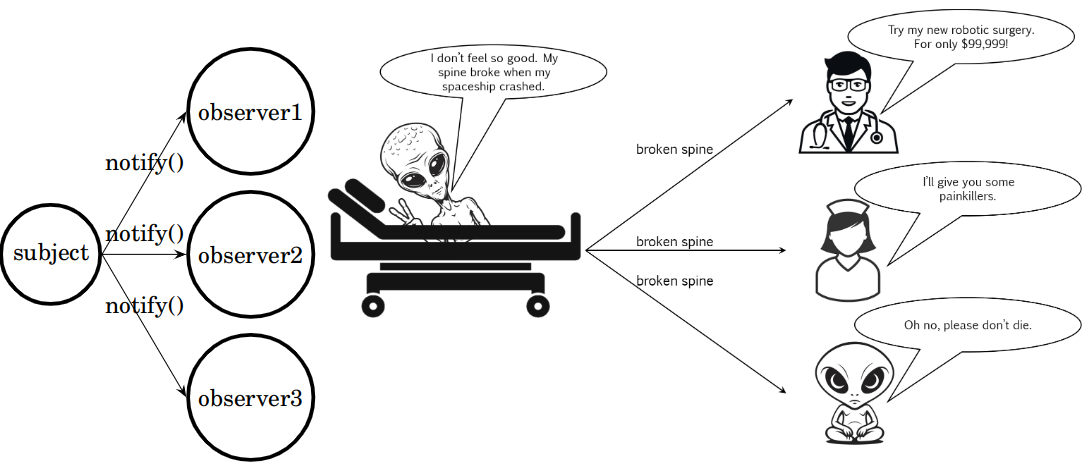 observer1
notify()
notify()
subject
observer2
notify()
observer3
I don't feel so good. My
spine broke when my
spaceship crashed.
broken spine
broken spine
broken spine
Try my new robotic surgery.
For only $99,999!
I'll give you some
painkillers.
Oh no, please don't die.